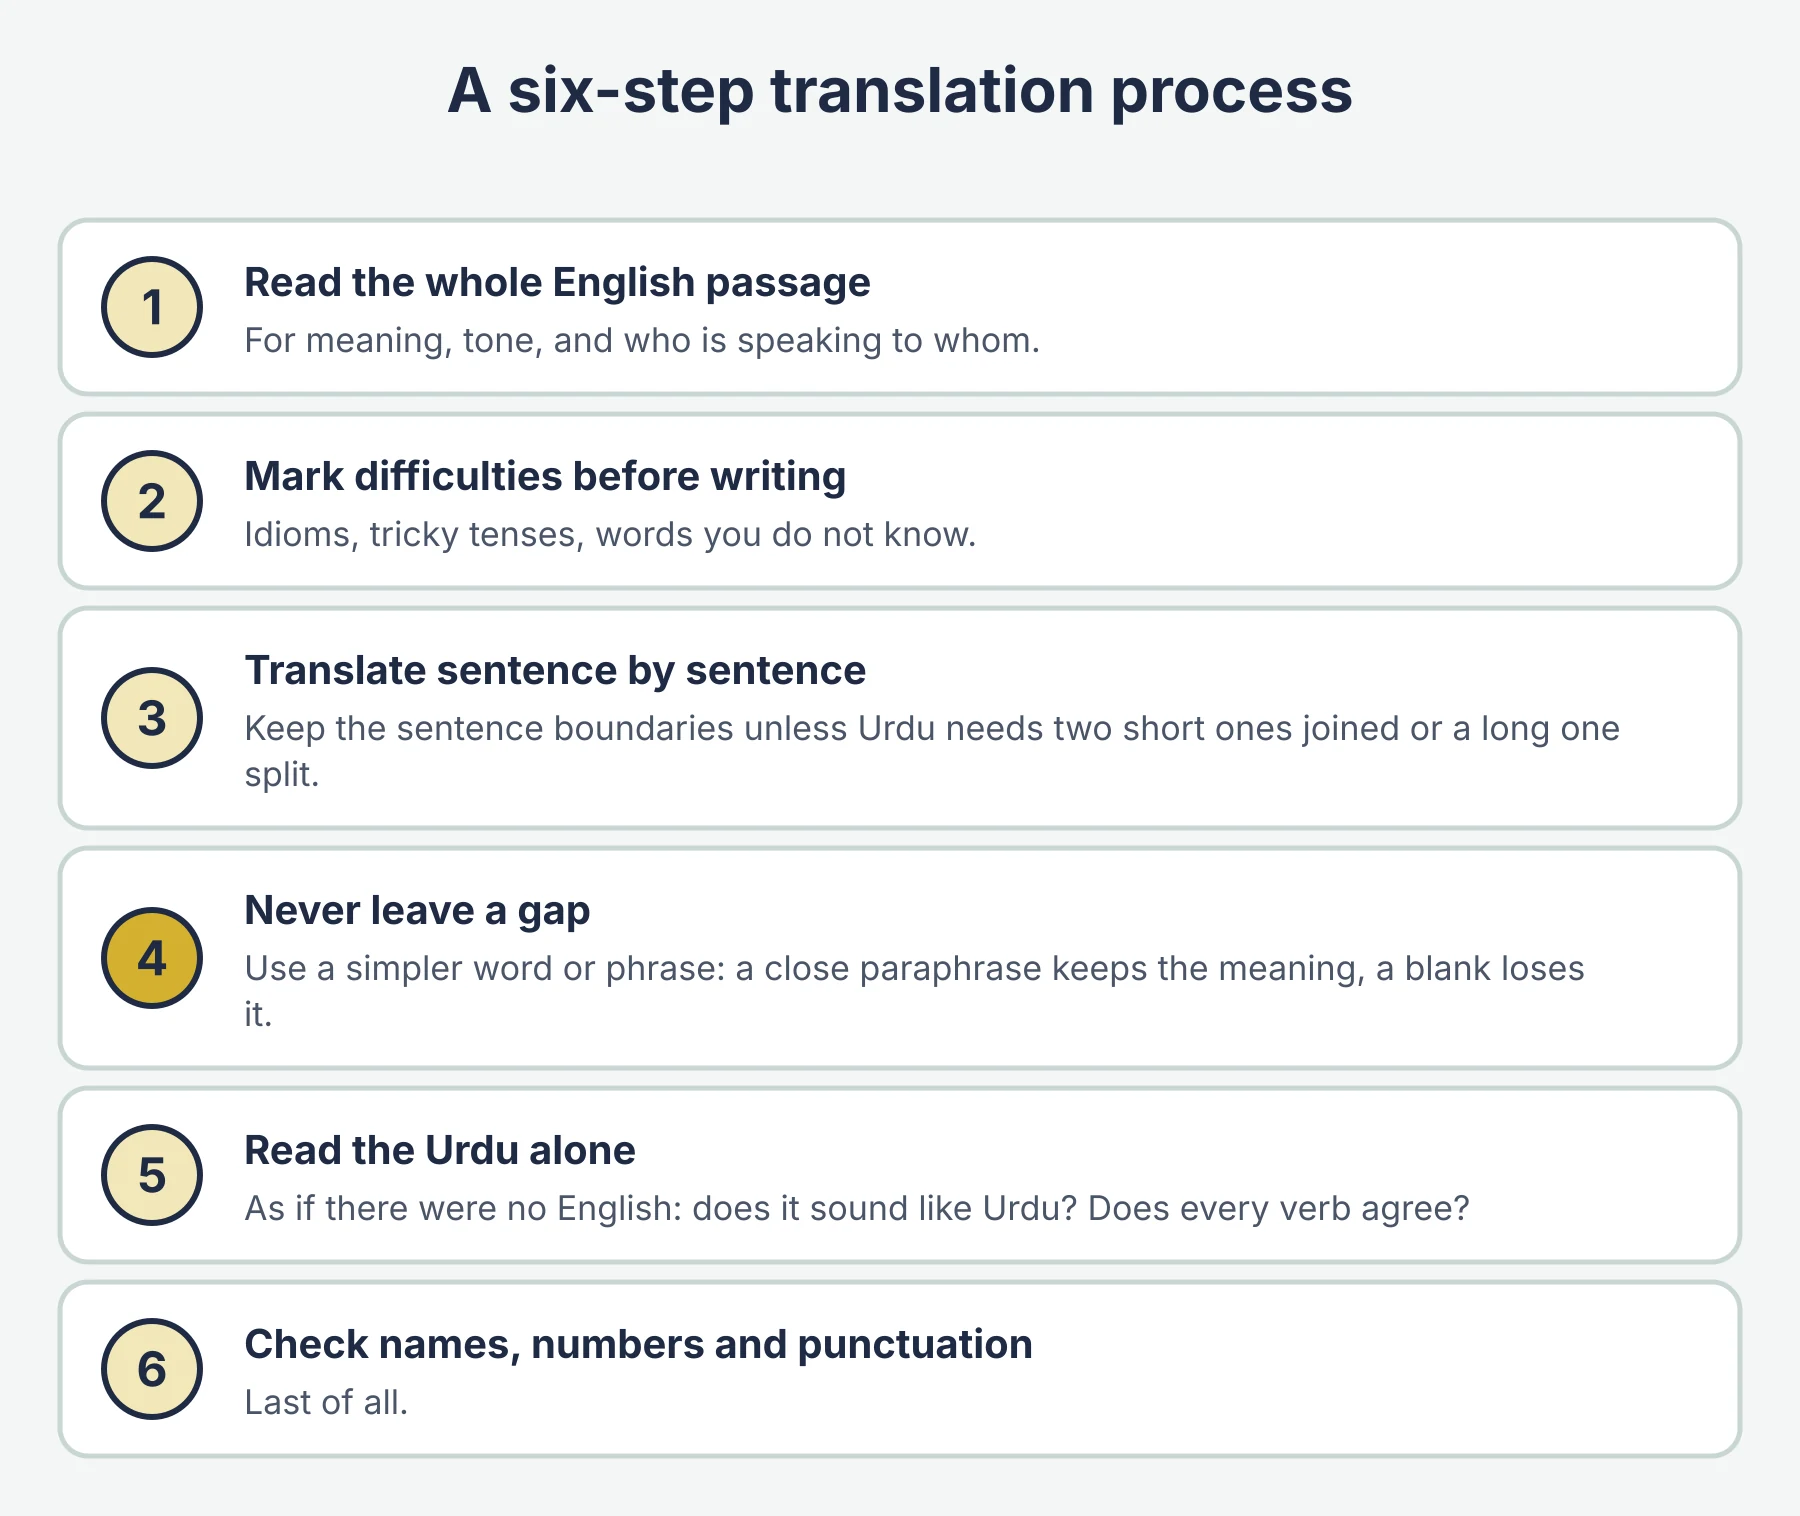 A six-step translation process
1
Read the whole English passage
For meaning, tone, and who is speaking to whom.
2
Mark difficulties before writing
Idioms, tricky tenses, words you do not know.
3
Translate sentence by sentence
Keep the sentence boundaries unless Urdu needs two short ones joined or a long one
split.
4
Never leave a gap
Use a simpler word or phrase: a close paraphrase keeps the meaning, a blank loses
it.
5
Read the Urdu alone
As if there were no English: does it sound like Urdu? Does every verb agree?
6
Check names, numbers and punctuation
Last of all.